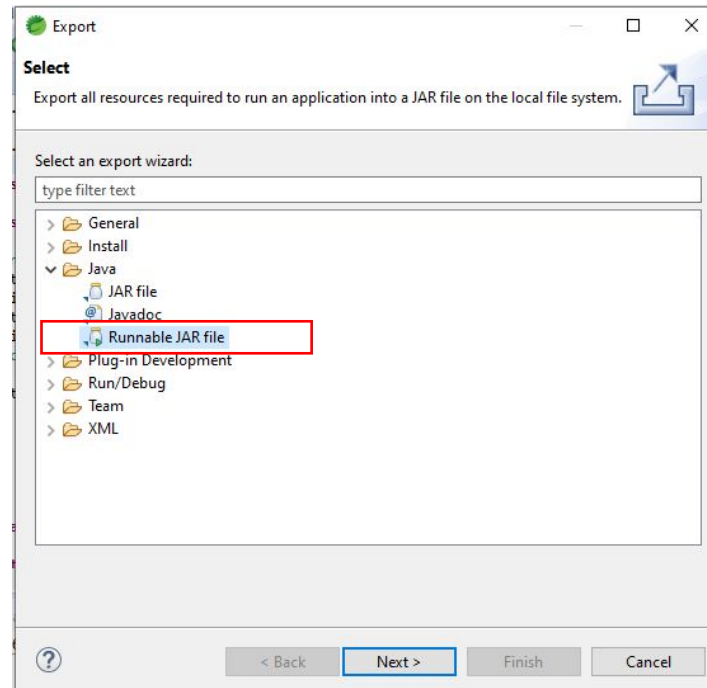 Export
Select
Export all resources required to run an application into a JAR file on the local file system.
Select an export wizard:
type filter text
General
Install
Java
JAR file
Javadoc
Runnable JAR file
Plug-in Development
Run/Debug
Team
XML
?
< Back
Next >
Finish
Cancel